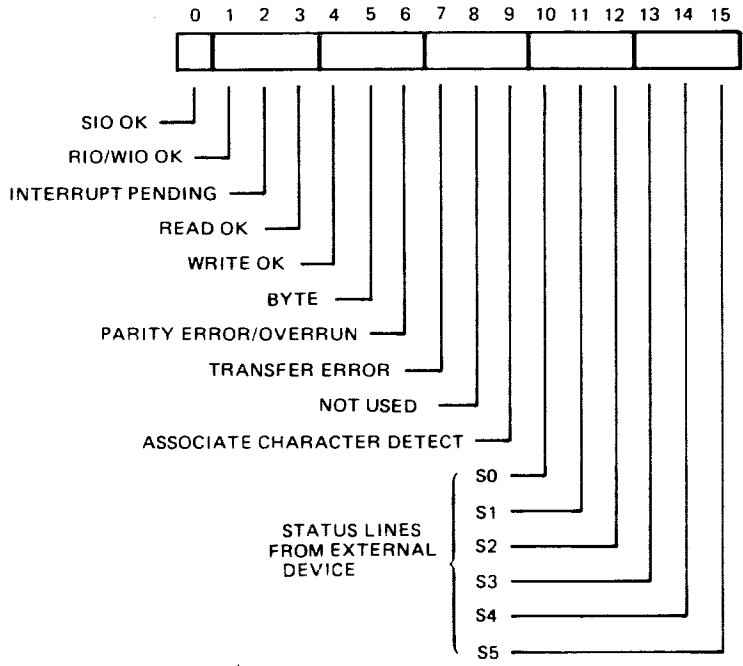 0 1 2 3 4 5 6 7 8 9 10 11 12 13 14 15
SIO OK
RIO/WIO OK
INTERRUPT PENDING
READ OK
WRITE OK
BYTE
PARITY ERROR/OVERRUN
TRANSFER ERROR
NOT USED
ASSOCIATE CHARACTER DETECT
STATUS LINES
FROM EXTERNAL
DEVICE
S0
S1
S2
S3
S4
S5